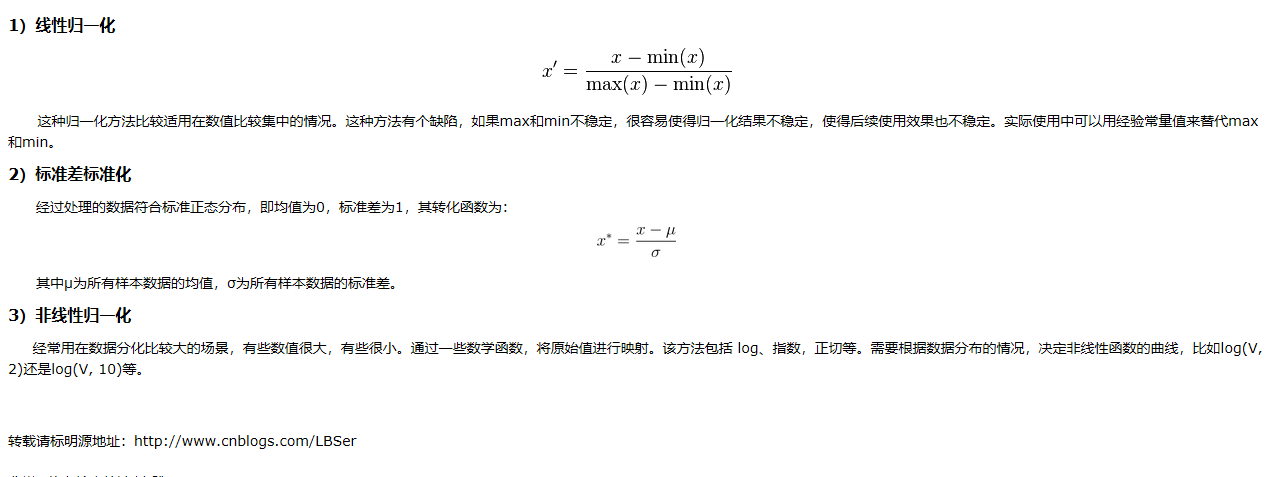 1）线性归一化
x′ = (x − min(x)) / (max(x) − min(x))
这种归一化方法比较适用在数值比较集中的情况。这种方法有个缺陷，如果max和min不稳定，很容易使得归一化结果不稳定，使得后续使用效果也不稳定。实际使用中可以用经验常量值来替代max
和min。
2）标准差标准化
经过处理的数据符合标准正态分布，即均值为0，标准差为1，其转化函数为：
x* = (x − μ) / σ
其中μ为所有样本数据的均值，σ为所有样本数据的标准差。
3）非线性归一化
经常用在数据分化比较大的场景，有些数值很大，有些很小。通过一些数学函数，将原始值进行映射。该方法包括 log、指数，正切等。需要根据数据分布的情况，决定非线性函数的曲线，比如log(V,
2)还是log(V, 10)等。
转载请标明源地址：http://www.cnblogs.com/LBSer